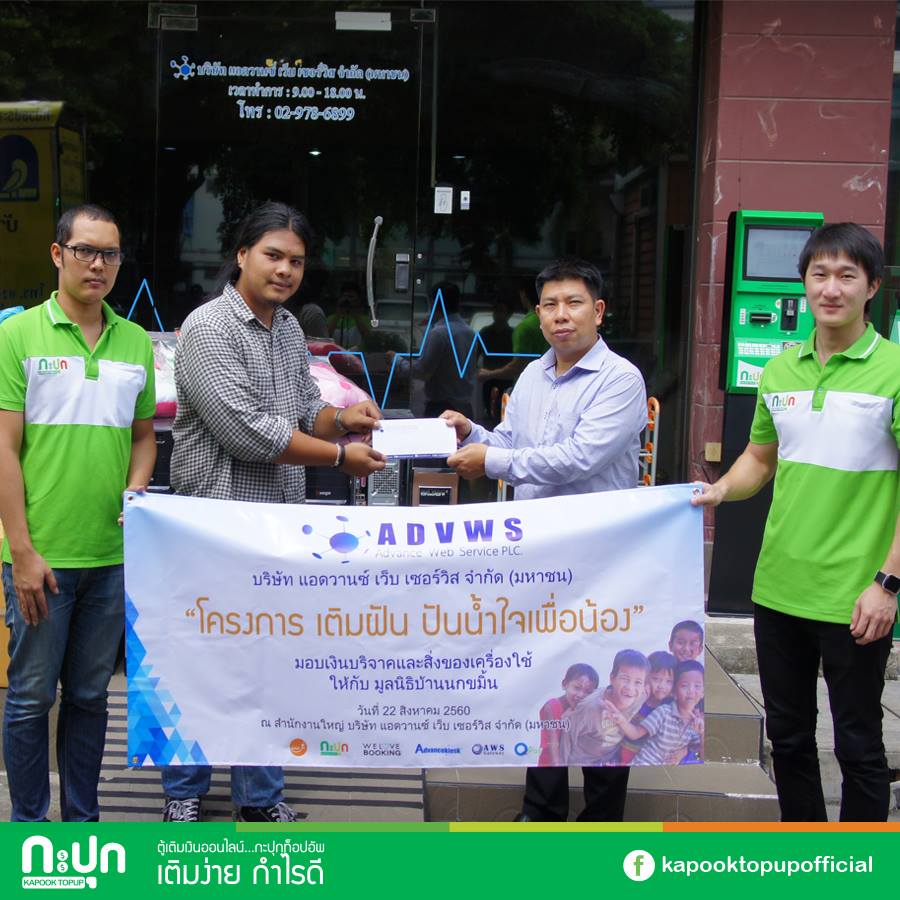 บริษัท แอดวานซ์ เว็บ เซอร์วิส จำกัด (มหาชน)
เวลาทำการ : 9.00 - 18.00 น.
โทร : 02-978-6899
กะปุก
กะปุก
ADVWS
Advance Web Service PLC.
บริษัท แอดวานซ์ เว็บ เซอร์วิส จำกัด (มหาชน)
“โครงการ เติมฝัน ปันน้ำใจเพื่อน้อง”
มอบเงินบริจาคและสิ่งของเครื่องใช้
ให้กับ มูลนิธิบ้านนกขมิ้น
วันที่ 22 สิงหาคม 2560
ณ สำนักงานใหญ่ บริษัท แอดวานซ์ เว็บ เซอร์วิส จำกัด (มหาชน)
กะปุก WE LOVE BOOKING Advancekiosk AWS
กะปุก
KAPOOK TOPUP
ตู้เติมเงินออนไลน์...กะปุกท็อปอัพ
เติมง่าย กำไรดี
kapooktopupofficial